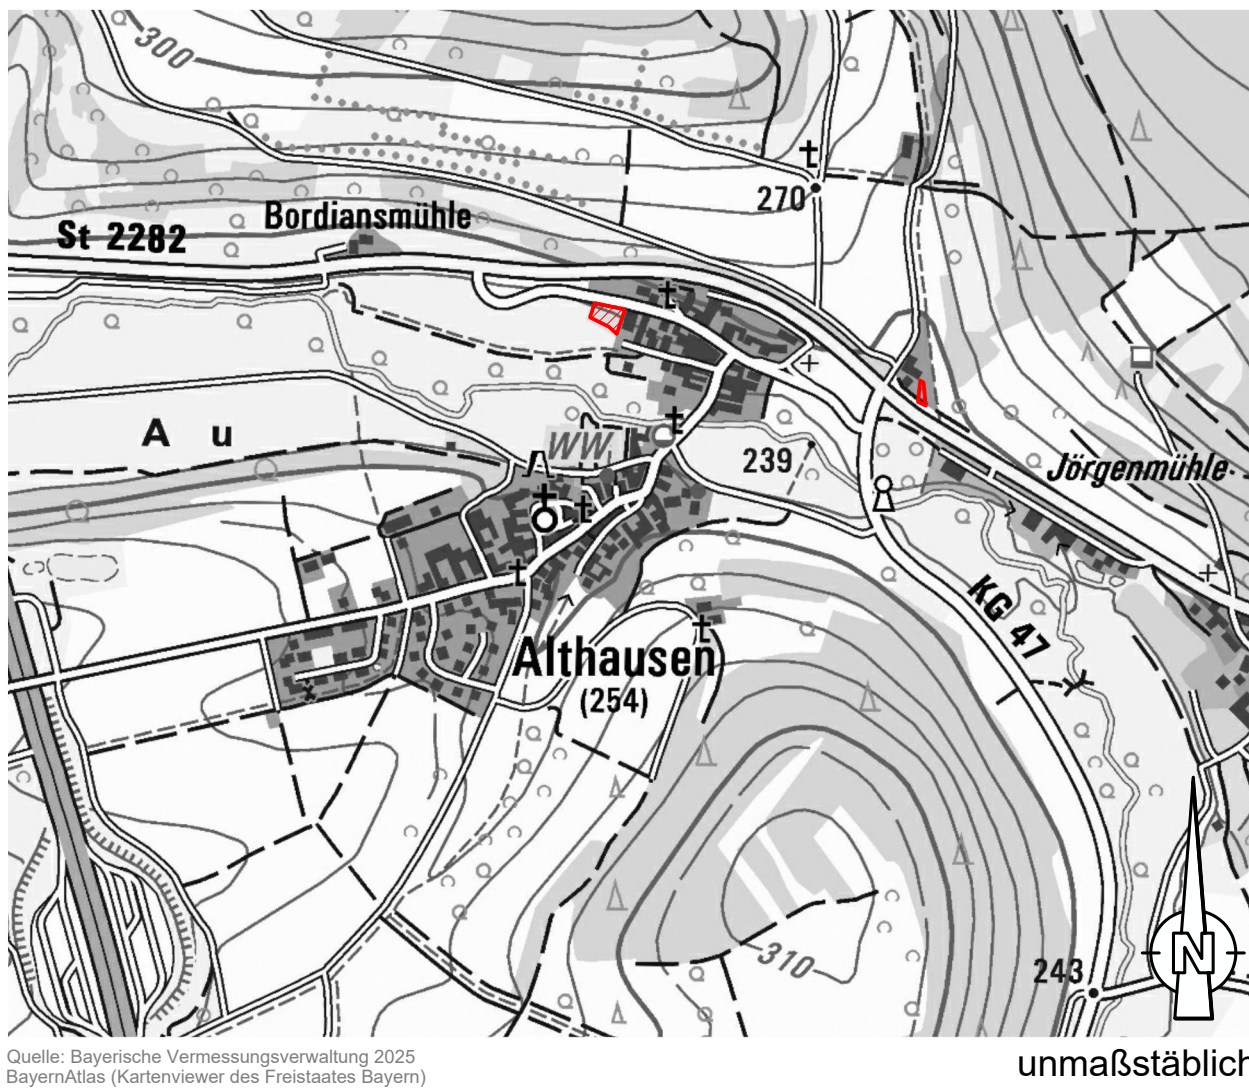 300
270
Bordiansmühle
St 2282
A u
WW
239
Jörgenmühle
KG 47
Althausen
(254)
310
243
N
Quelle: Bayerische Vermessungsverwaltung 2025
BayernAtlas (Kartenviewer des Freistaates Bayern)
unmaßstäblich